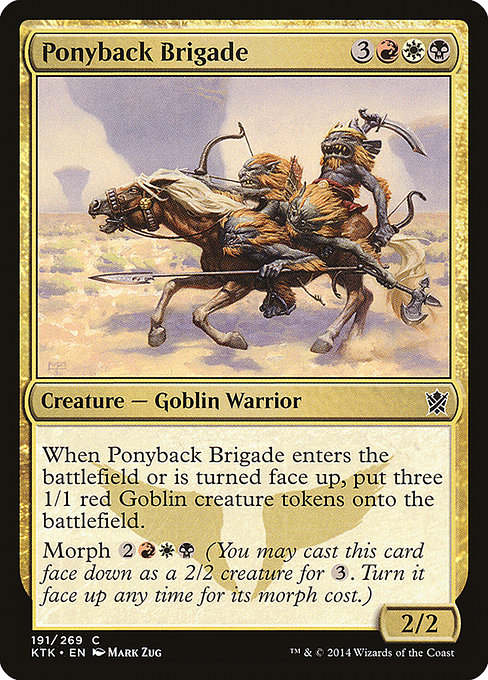 Ponyback Brigade 3
Creature — Goblin Warrior
When Ponyback Brigade enters the
battlefield or is turned face up, put three
1/1 red Goblin creature tokens onto the
battlefield.
Morph 2 (You may cast this card
face down as a 2/2 creature for 3. Turn it
face up any time for its morph cost.)
2/2
191/269 C
KTK • EN Mark Zug
™ & © 2014 Wizards of the Coast